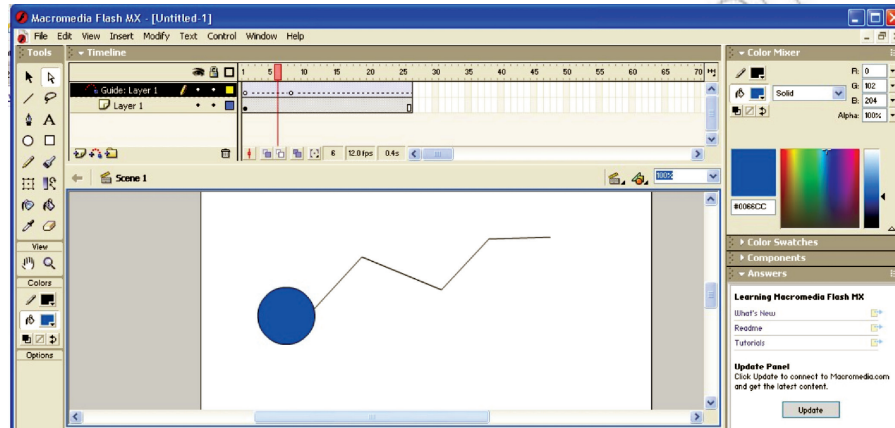 Macromedia Flash MX - [Untitled-1]
File Edit View Insert Modify Text Control Window Help
Tools
Timeline
1 5 10 15 20 25 30 35 40 45 50 55 60 65 70
Guide: Layer 1
Layer 1
6 12.0 fps 0.4s
Scene 1
100%
View
Colors
Options
Color Mixer
R: 0
Solid
G: 102
B: 204
Alpha: 100%
#0066CC
Color Swatches
Components
Answers
Learning Macromedia Flash MX
What's New
Readme
Tutorials
Update Panel
Click Update to connect to Macromedia.com
and get the latest content.
Update